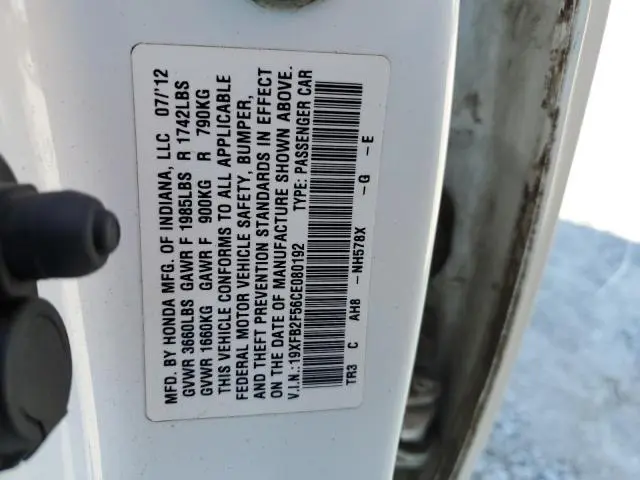 MFD. BY HONDA MFG. OF INDIANA, LLC 07/'12
GVWR 3660LBS GAWR F 1985LBS R 1742LBS
GVWR 1660KG GAWR F 900KG R 790KG
THIS VEHICLE CONFORMS TO ALL APPLICABLE
FEDERAL MOTOR VEHICLE SAFETY, BUMPER,
AND THEFT PREVENTION STANDARDS IN EFFECT
ON THE DATE OF MANUFACTURE SHOWN ABOVE.
V.I.N.: 19XFB2F56CE080192 TYPE: PASSENGER CAR
TR3 C AH8 - NH578X - G - E